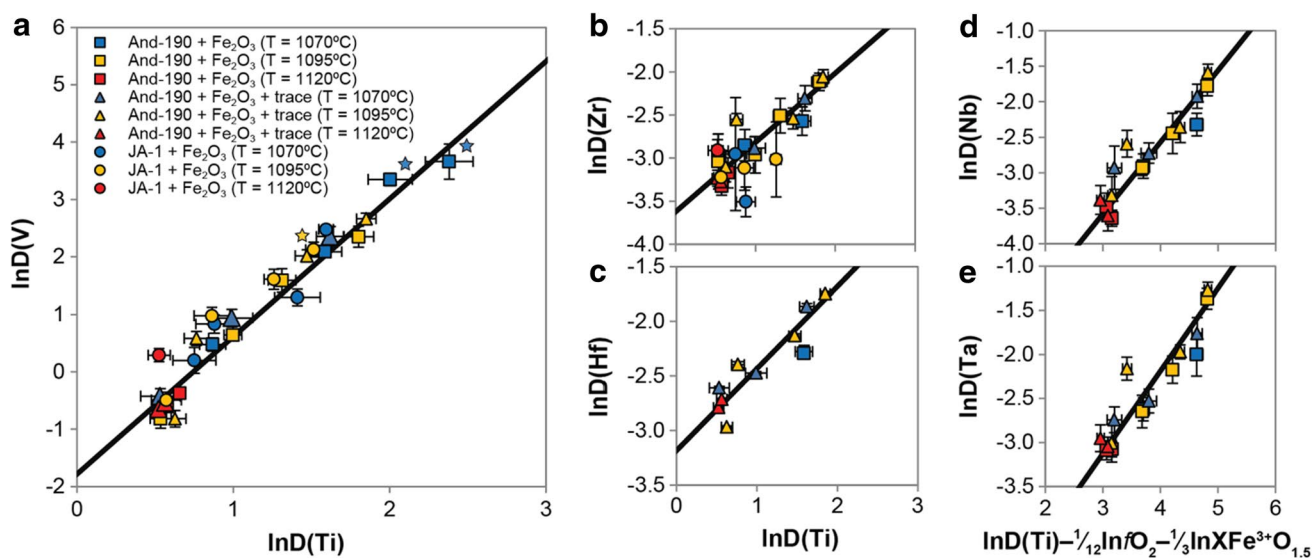 a
6
5
4
3
2
1
0
-1
-2
lnD(V)
And-190 + Fe₂O₃ (T = 1070ºC)
And-190 + Fe₂O₃ (T = 1095ºC)
And-190 + Fe₂O₃ (T = 1120ºC)
And-190 + Fe₂O₃ + trace (T = 1070ºC)
And-190 + Fe₂O₃ + trace (T = 1095ºC)
And-190 + Fe₂O₃ + trace (T = 1120ºC)
JA-1 + Fe₂O₃ (T = 1070ºC)
JA-1 + Fe₂O₃ (T = 1095ºC)
JA-1 + Fe₂O₃ (T = 1120ºC)
0 1 2 3
lnD(Ti)
b
-1.5
-2.0
-2.5
-3.0
-3.5
-4.0
lnD(Zr)
c
-1.5
-2.0
-2.5
-3.0
-3.5
lnD(Hf)
0 1 2 3
lnD(Ti)
d
-1.0
-1.5
-2.0
-2.5
-3.0
-3.5
-4.0
lnD(Nb)
e
-1.0
-1.5
-2.0
-2.5
-3.0
-3.5
lnD(Ta)
2 3 4 5 6
lnD(Ti)–¹⁄₁₂lnfO₂–⅓lnXFe³⁺O₁.₅